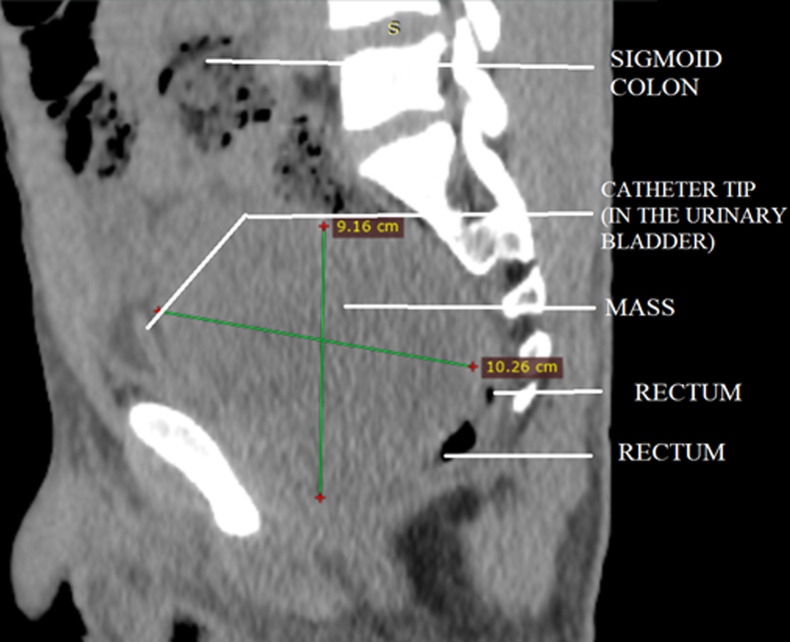 S
SIGMOID
COLON
CATHETER TIP
(IN THE URINARY
BLADDER)
9.16 cm
MASS
10.26 cm
RECTUM
RECTUM